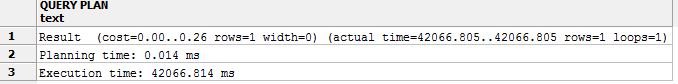 QUERY PLAN
text
1 Result (cost=0.00..0.26 rows=1 width=0) (actual time=42066.805..42066.805 rows=1 loops=1)
2 Planning time: 0.014 ms
3 Execution time: 42066.814 ms